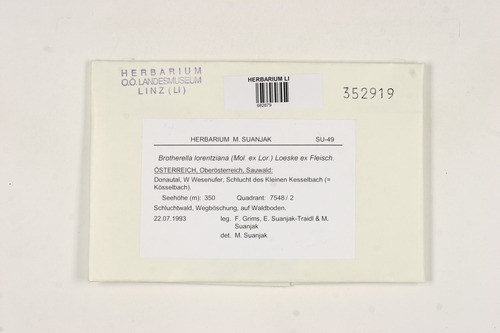 HERBARIUM
O.Ö. LANDESMUSEUM
LINZ (LI)
HERBARIUM LI
682879
352919
HERBARIUM M. SUANJAK SU-49
Brotherella lorentziana (Mol. ex Lor.) Loeske ex Fleisch.
ÖSTERREICH, Oberösterreich, Sauwald:
Donautal, W Wesenufer, Schlucht des Kleinen Kesselbach (=
Kösselbach).
Seehöhe (m): 350 Quadrant: 7548 / 2
Schluchtwald, Wegböschung, auf Waldboden.
22.07.1993 leg. F. Grims, E. Suanjak-Traidl & M.
Suanjak
det. M. Suanjak